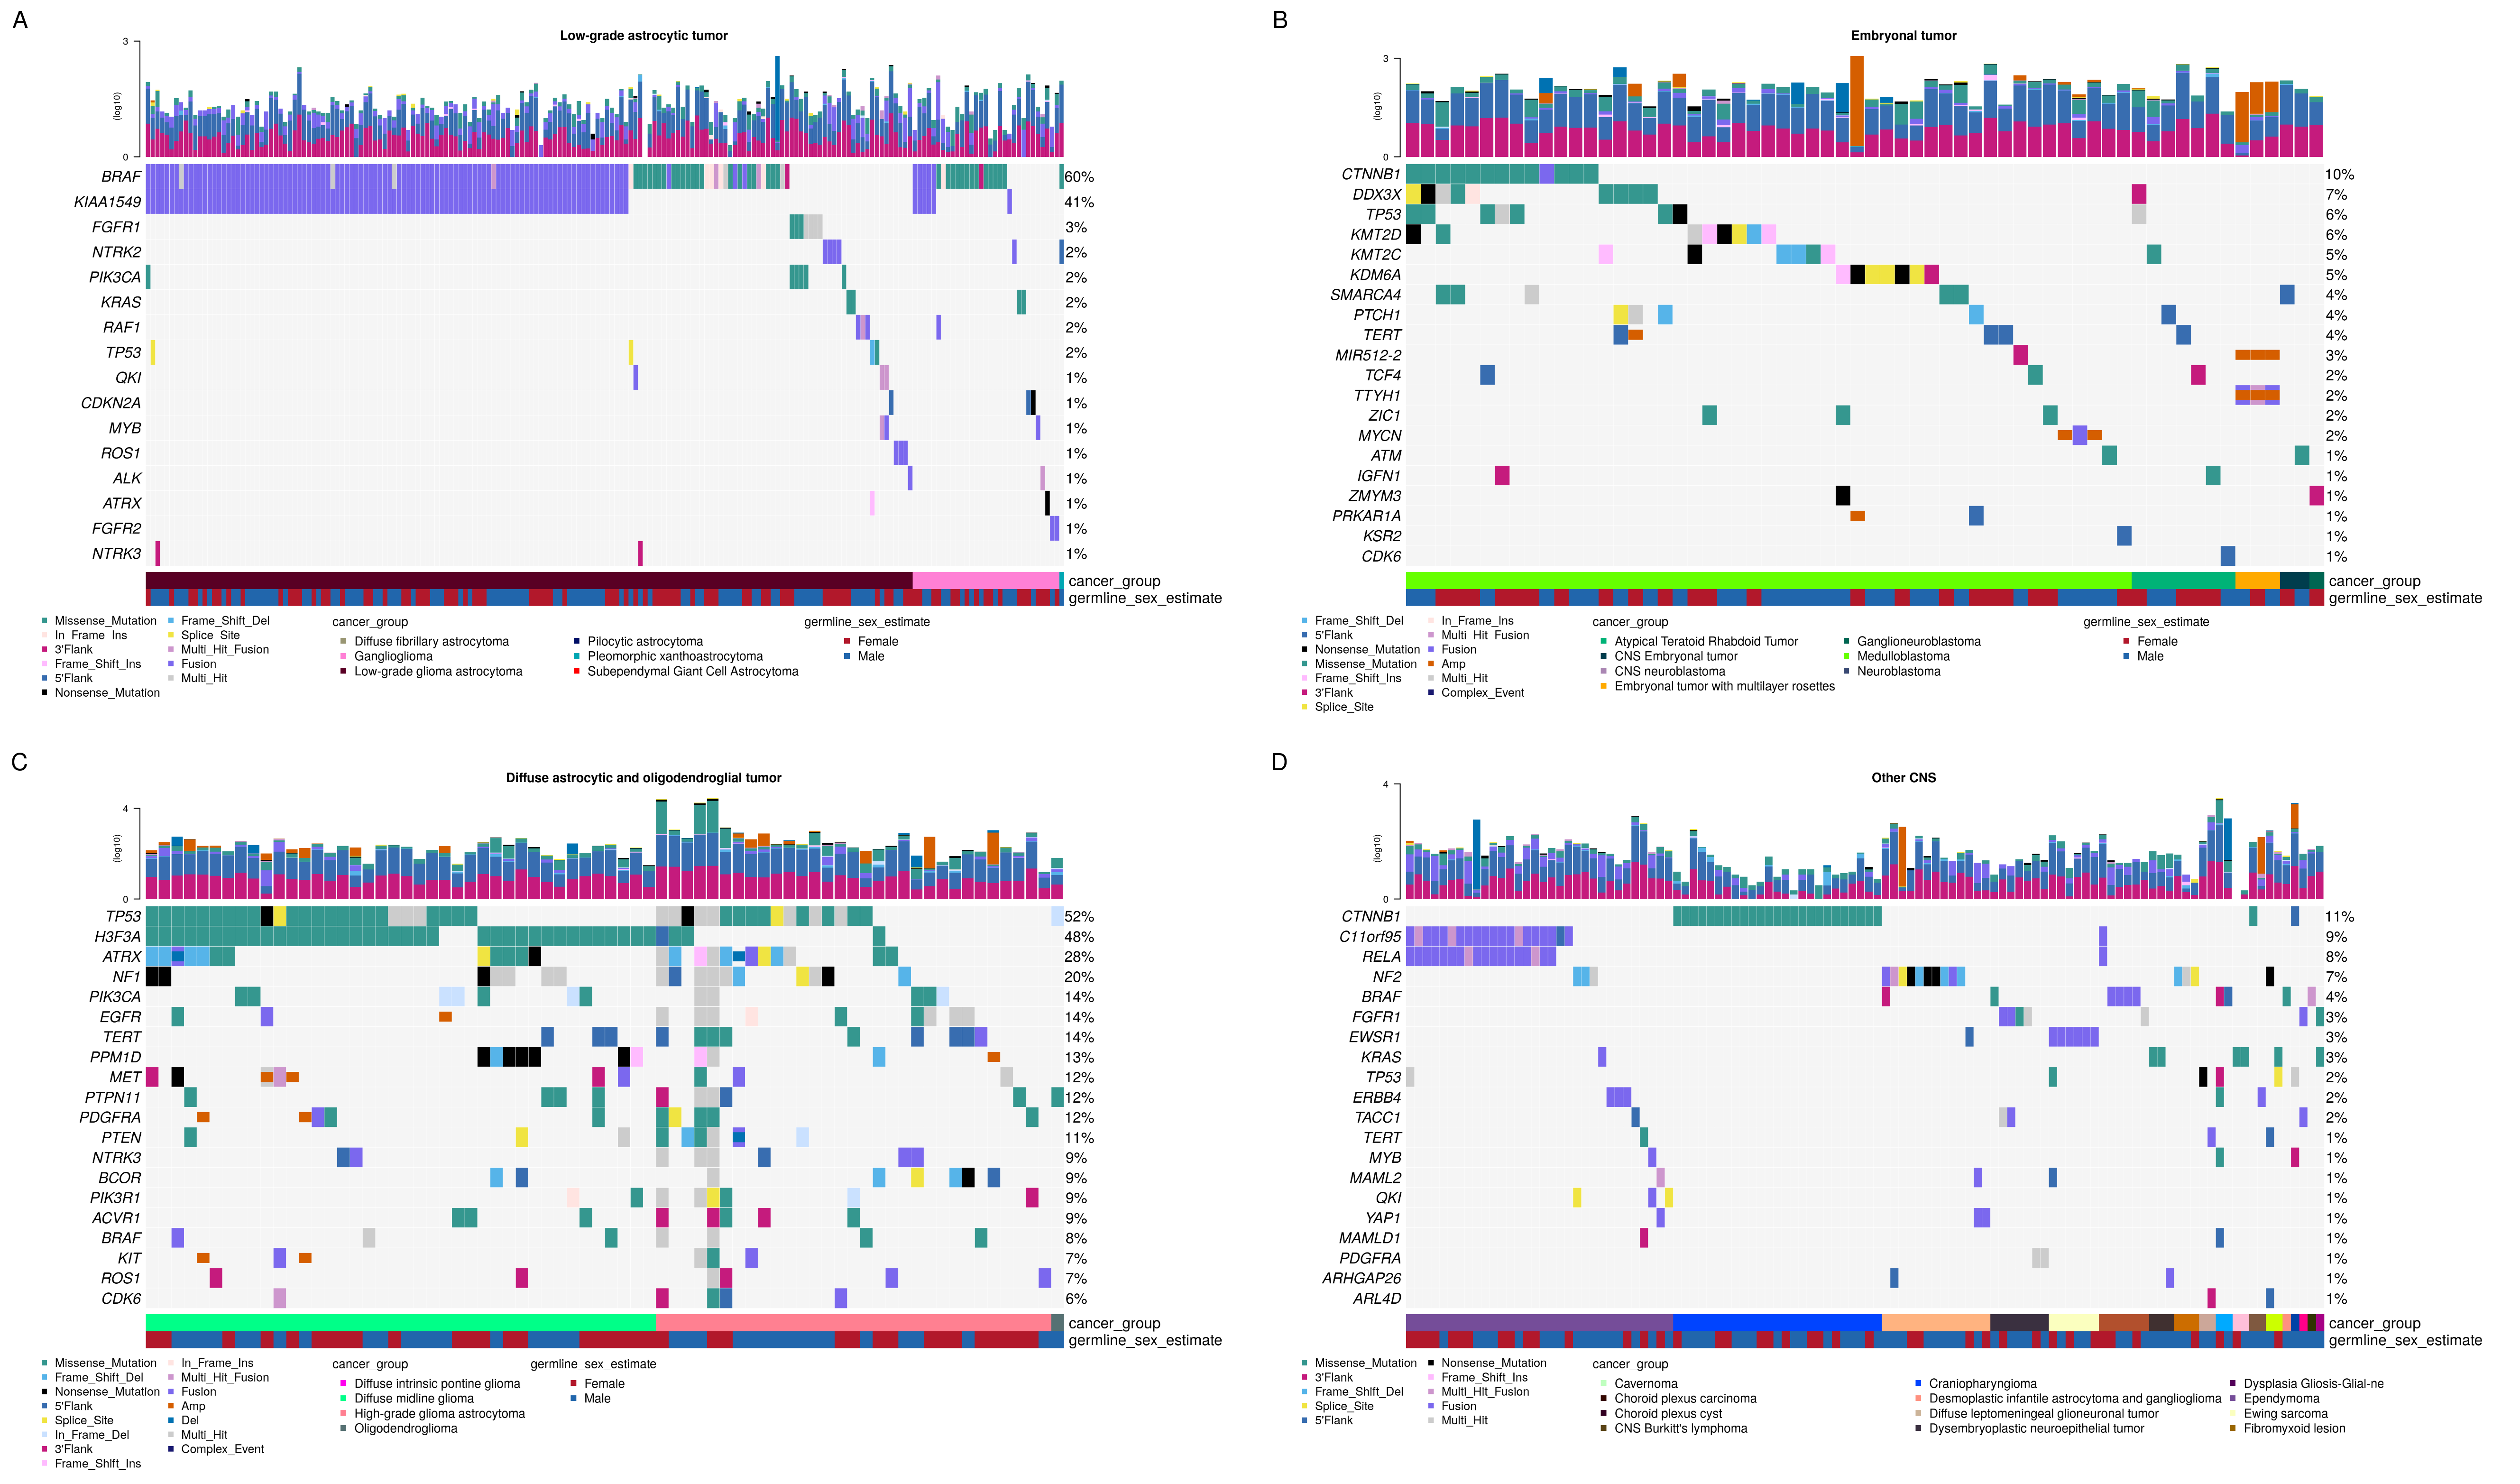 A
Low-grade astrocytic tumor
3
(log10)
0
BRAF 60%
KIAA1549 41%
FGFR1 3%
NTRK2 2%
PIK3CA 2%
KRAS 2%
RAF1 2%
TP53 2%
QKI 1%
CDKN2A 1%
MYB 1%
ROS1 1%
ALK 1%
ATRX 1%
FGFR2 1%
NTRK3 1%
cancer_group
germline_sex_estimate
Missense_Mutation
In_Frame_Ins
3'Flank
Frame_Shift_Ins
5'Flank
Nonsense_Mutation
Frame_Shift_Del
Splice_Site
Multi_Hit_Fusion
Fusion
Multi_Hit
cancer_group
Diffuse fibrillary astrocytoma
Ganglioglioma
Low-grade glioma astrocytoma
Pilocytic astrocytoma
Pleomorphic xanthoastrocytoma
Subependymal Giant Cell Astrocytoma
germline_sex_estimate
Female
Male
B
Embryonal tumor
3
(log10)
0
CTNNB1 10%
DDX3X 7%
TP53 6%
KMT2D 6%
KMT2C 5%
KDM6A 5%
SMARCA4 4%
PTCH1 4%
TERT 4%
MIR512-2 3%
TCF4 2%
TTYH1 2%
ZIC1 2%
MYCN 2%
ATM 1%
IGFN1 1%
ZMYM3 1%
PRKAR1A 1%
KSR2 1%
CDK6 1%
cancer_group
germline_sex_estimate
Frame_Shift_Del
5'Flank
Nonsense_Mutation
Missense_Mutation
Frame_Shift_Ins
3'Flank
Splice_Site
In_Frame_Ins
Multi_Hit_Fusion
Fusion
Amp
Multi_Hit
Complex_Event
cancer_group
Atypical Teratoid Rhabdoid Tumor
CNS Embryonal tumor
CNS neuroblastoma
Embryonal tumor with multilayer rosettes
Ganglioneuroblastoma
Medulloblastoma
Neuroblastoma
germline_sex_estimate
Female
Male
C
Diffuse astrocytic and oligodendroglial tumor
4
(log10)
0
TP53 52%
H3F3A 48%
ATRX 28%
NF1 20%
PIK3CA 14%
EGFR 14%
TERT 14%
PPM1D 13%
MET 12%
PTPN11 12%
PDGFRA 12%
PTEN 11%
NTRK3 9%
BCOR 9%
PIK3R1 9%
ACVR1 9%
BRAF 8%
KIT 7%
ROS1 7%
CDK6 6%
cancer_group
germline_sex_estimate
Missense_Mutation
Frame_Shift_Del
Nonsense_Mutation
5'Flank
Splice_Site
In_Frame_Del
3'Flank
Frame_Shift_Ins
In_Frame_Ins
Multi_Hit_Fusion
Fusion
Amp
Del
Multi_Hit
Complex_Event
cancer_group
Diffuse intrinsic pontine glioma
Diffuse midline glioma
High-grade glioma astrocytoma
Oligodendroglioma
germline_sex_estimate
Female
Male
D
Other CNS
4
(log10)
0
CTNNB1 11%
C11orf95 9%
RELA 8%
NF2 7%
BRAF 4%
FGFR1 3%
EWSR1 3%
KRAS 3%
TP53 2%
ERBB4 2%
TACC1 2%
TERT 1%
MYB 1%
MAML2 1%
QKI 1%
YAP1 1%
MAMLD1 1%
PDGFRA 1%
ARHGAP26 1%
ARL4D 1%
cancer_group
germline_sex_estimate
Missense_Mutation
3'Flank
Frame_Shift_Del
Splice_Site
5'Flank
Nonsense_Mutation
Frame_Shift_Ins
Multi_Hit_Fusion
Fusion
Multi_Hit
cancer_group
Cavernoma
Choroid plexus carcinoma
Choroid plexus cyst
CNS Burkitt's lymphoma
Craniopharyngioma
Desmoplastic infantile astrocytoma and ganglioglioma
Diffuse leptomeningeal glioneuronal tumor
Dysembryoplastic neuroepithelial tumor
Dysplasia Gliosis-Glial-ne
Ependymoma
Ewing sarcoma
Fibromyxoid lesion